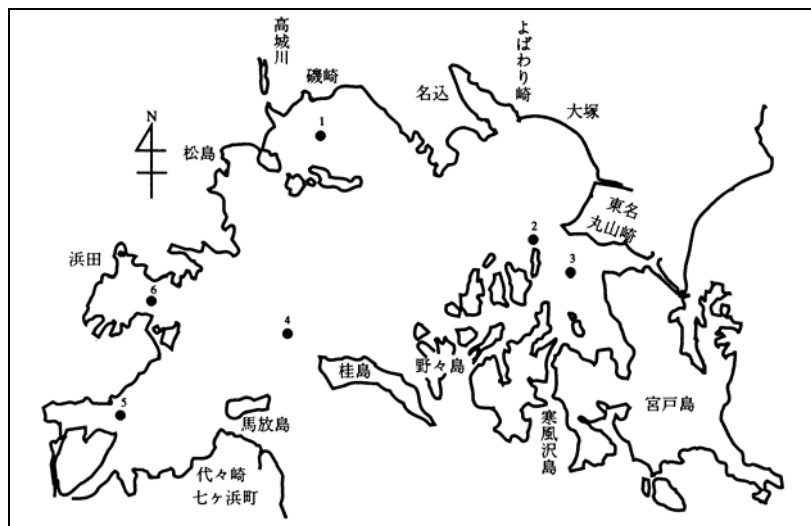 高城川
磯崎
1
名込
よばわり崎
大塚
N
松島
東名
丸山崎
2
3
浜田
6
4
桂島
野々島
寒風沢島
宮戸島
5
馬放島
代々崎
七ヶ浜町